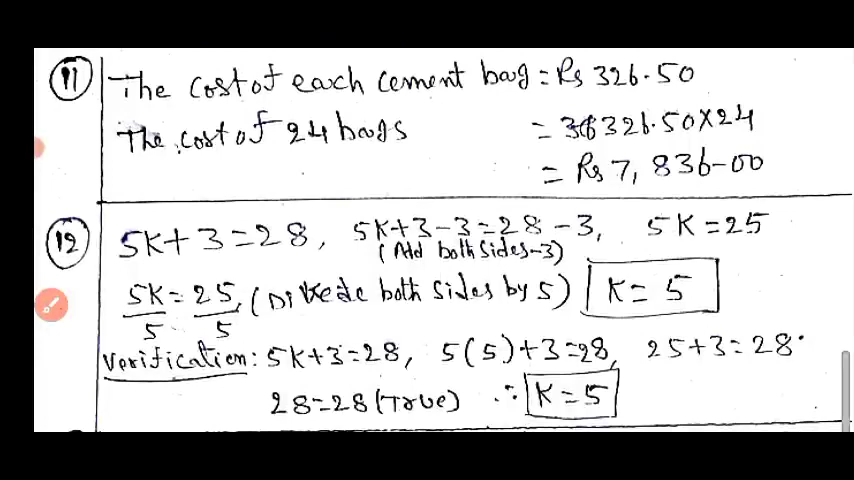 11 The cost of each cement bag = Rs 326.50
The cost of 24 bags = 326.50×24
= Rs 7,836-00
12 5K+3=28, 5K+3-3=28-3, 5K=25
(Add both sides-3)
5K/5 = 25/5, (Divide both sides by 5) K=5
Verification: 5K+3=28, 5(5)+3=28, 25+3=28.
28=28 (True) ∴ K=5